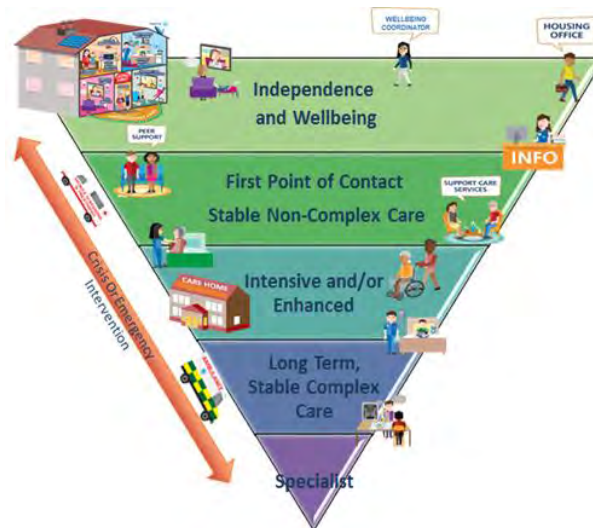 WELLBEING
COORDINATOR
HOUSING
OFFICE
Independence
and Wellbeing
PEER
SUPPORT
INFO
First Point of Contact
Stable Non-Complex Care
SUPPORT CARE
SERVICES
Crisis Or Emergency
Intervention
CARE HOME
Intensive and/or
Enhanced
AMBULANCE
Long Term,
Stable Complex
Care
Specialist